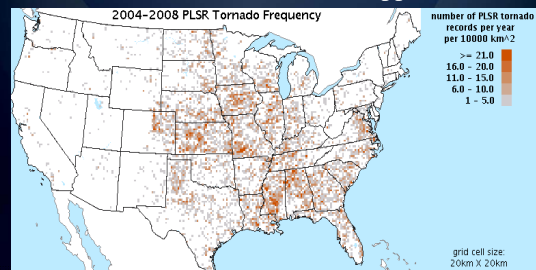 2004-2008 PLSR Tornado Frequency
number of PLSR tornado
records per year
per 10000 km^2
>= 21.0
16.0 - 20.0
11.0 - 15.0
6.0 - 10.0
1 - 5.0
grid cell size:
20km X 20km